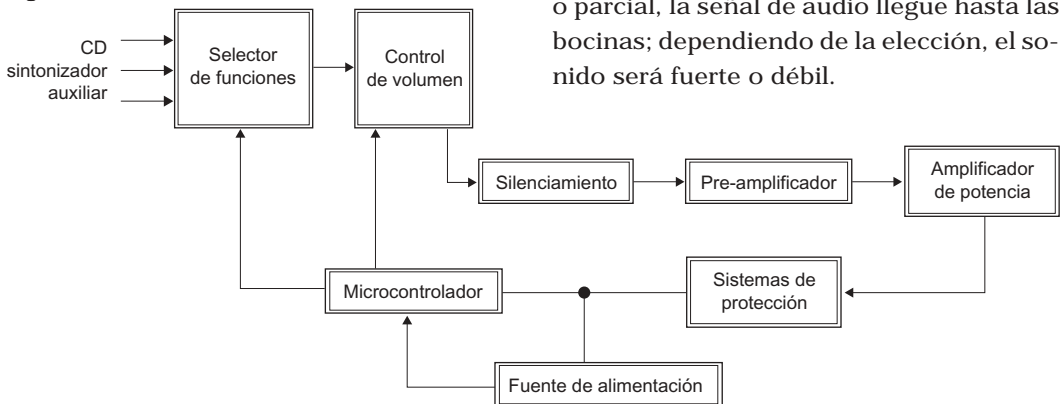 o parcial, la señal de audio llegue hasta las
bocinas; dependiendo de la elección, el so-
nido será fuerte o débil.
CD
sintonizador
auxiliar
Selector
de funciones
Control
de volumen
Silenciamiento
Pre-amplificador
Amplificador
de potencia
Microcontrolador
Sistemas de
protección
Fuente de alimentación